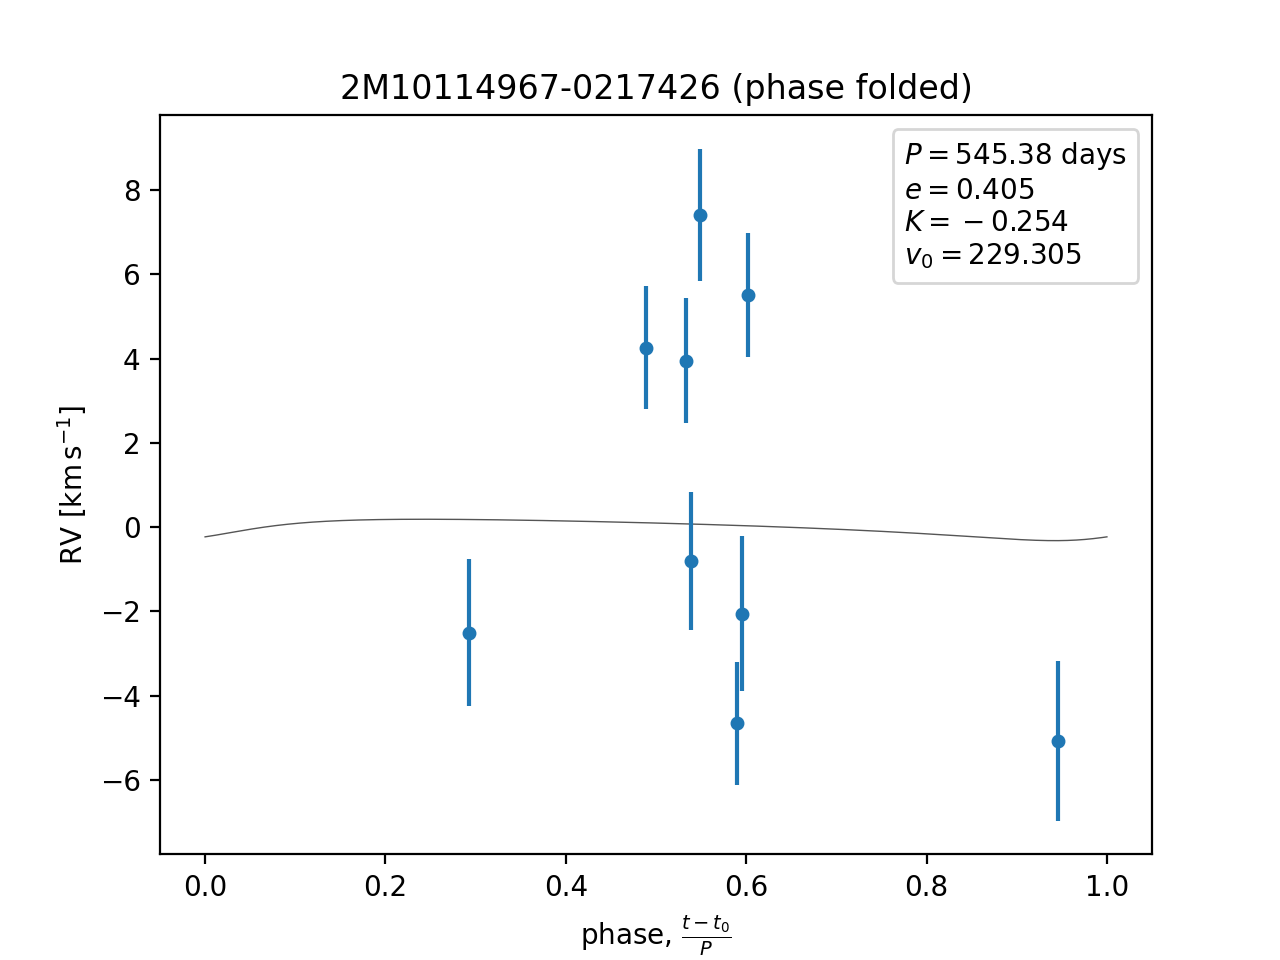 2M10114967-0217426 (phase folded)
P = 545.38 days
e = 0.405
K = −0.254
v₀ = 229.305
RV [km s⁻¹]
8
6
4
2
0
−2
−4
−6
0.0 0.2 0.4 0.6 0.8 1.0
phase, (t − t₀)/P